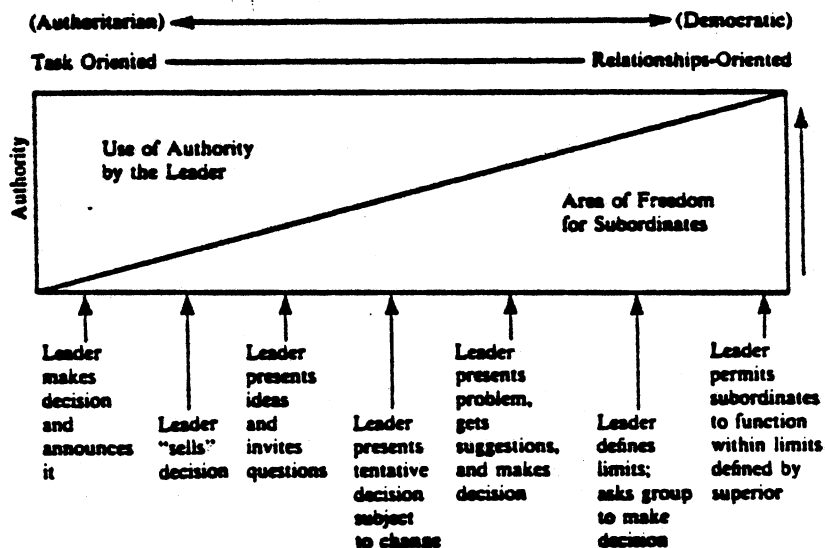 (Authoritarian)
(Democratic)
Task Oriented
Relationships-Oriented
Authority
Use of Authority
by the Leader
Area of Freedom
for Subordinates
Leader
makes
decision
and
announces
it
Leader
"sells"
decision
Leader
presents
ideas
and
invites
questions
Leader
presents
tentative
decision
subject
to change
Leader
presents
problem,
gets
suggestions,
and makes
decision
Leader
defines
limits;
asks group
to make
decision
Leader
permits
subordinates
to function
within limits
defined by
superior